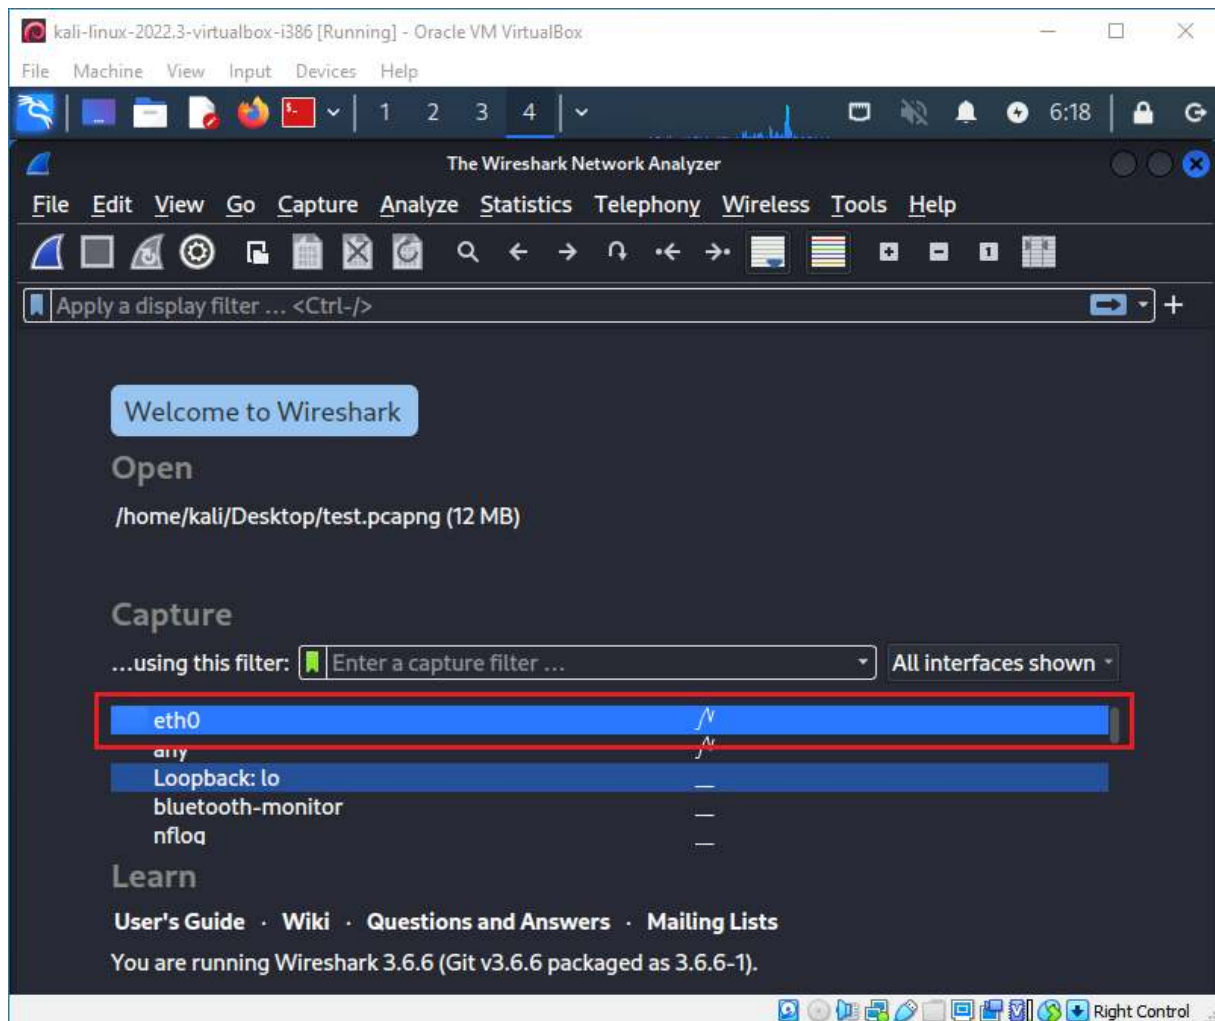 kali-linux-2022.3-virtualbox-i386 [Running] - Oracle VM VirtualBox
File Machine View Input Devices Help
1 2 3 4 6:18
The Wireshark Network Analyzer
File Edit View Go Capture Analyze Statistics Telephony Wireless Tools Help
Apply a display filter … <Ctrl-/>
Welcome to Wireshark
Open
/home/kali/Desktop/test.pcapng (12 MB)
Capture
…using this filter: Enter a capture filter … All interfaces shown
eth0
any
Loopback: lo
bluetooth-monitor
nflog
Learn
User's Guide · Wiki · Questions and Answers · Mailing Lists
You are running Wireshark 3.6.6 (Git v3.6.6 packaged as 3.6.6-1).
Right Control